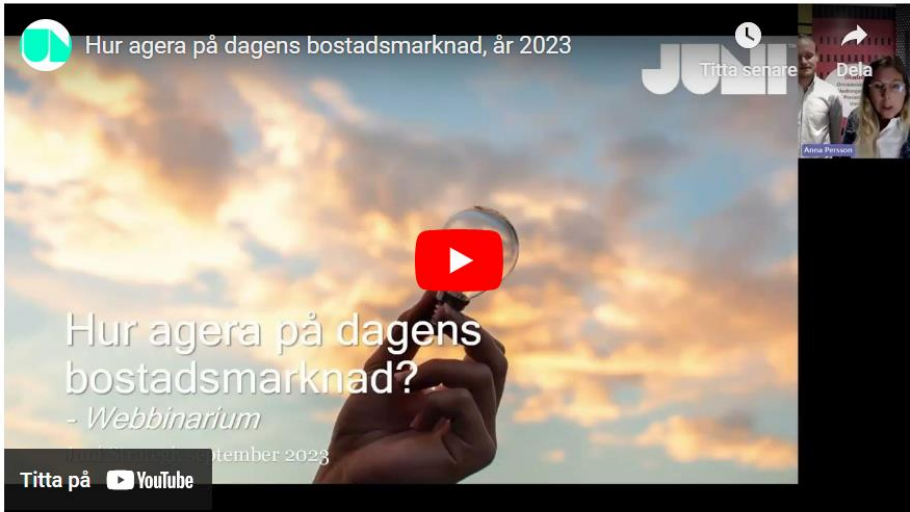 Hur agera på dagens bostadsmarknad, år 2023
JUNI
Titta senare
Dela
Anna Persson
Hur agera på dagens
bostadsmarknad?
- Webbinarium
september 2023
Titta på YouTube